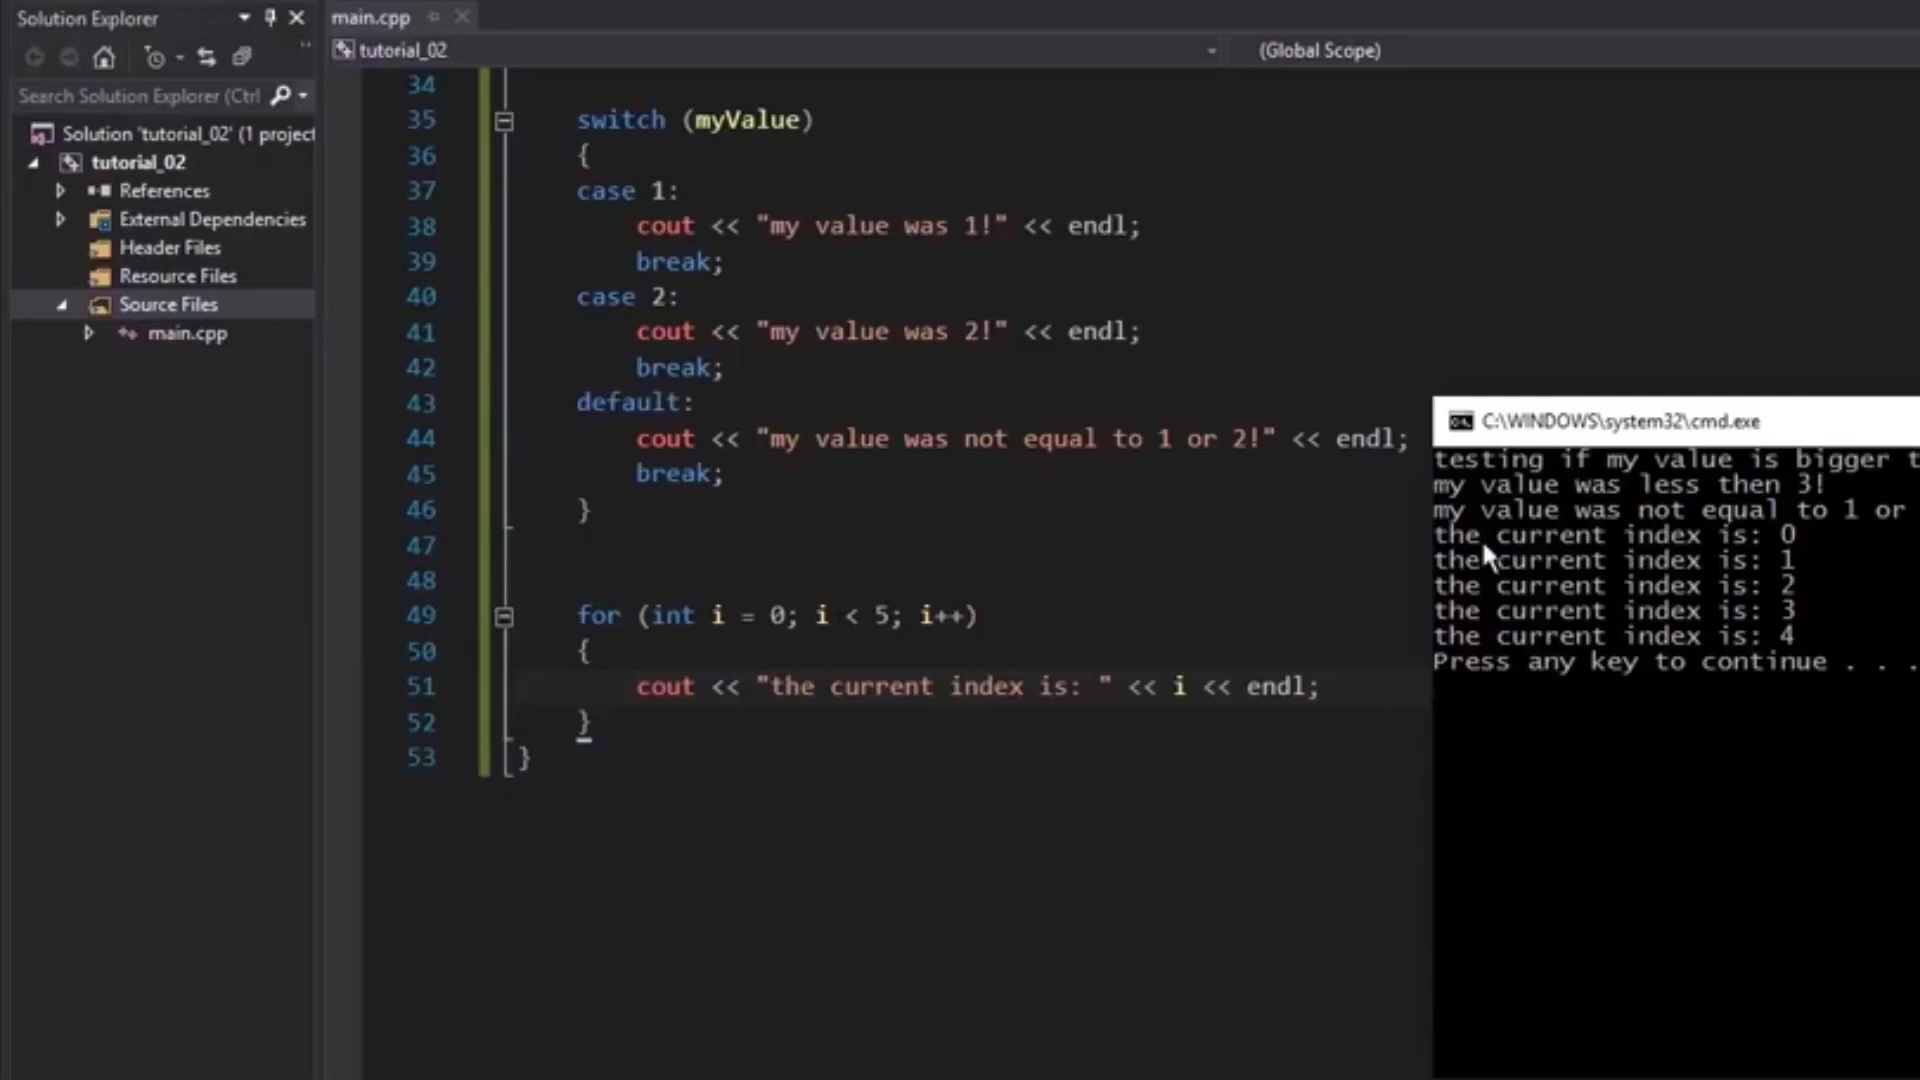 Solution Explorer
Search Solution Explorer (Ctrl
Solution 'tutorial_02' (1 project
tutorial_02
References
External Dependencies
Header Files
Resource Files
Source Files
main.cpp
main.cpp
tutorial_02
(Global Scope)
34
35 switch (myValue)
36 {
37 case 1:
38 cout << "my value was 1!" << endl;
39 break;
40 case 2:
41 cout << "my value was 2!" << endl;
42 break;
43 default:
44 cout << "my value was not equal to 1 or 2!" << endl;
45 break;
46 }
47
48
49 for (int i = 0; i < 5; i++)
50 {
51 cout << "the current index is: " << i << endl;
52 }
53 }
C:\WINDOWS\system32\cmd.exe
testing if my value is bigger t
my value was less then 3!
my value was not equal to 1 or
the current index is: 0
the current index is: 1
the current index is: 2
the current index is: 3
the current index is: 4
Press any key to continue . . .